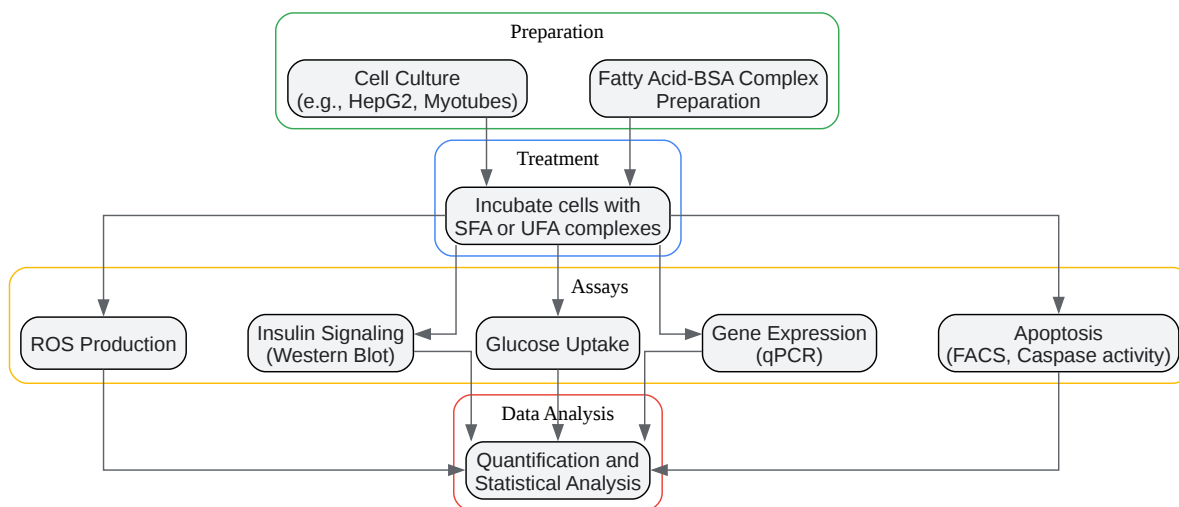 Preparation
Cell Culture
(e.g., HepG2, Myotubes)
Fatty Acid-BSA Complex
Preparation
Treatment
Incubate cells with
SFA or UFA complexes
Assays
ROS Production
Insulin Signaling
(Western Blot)
Glucose Uptake
Gene Expression
(qPCR)
Apoptosis
(FACS, Caspase activity)
Data Analysis
Quantification and
Statistical Analysis